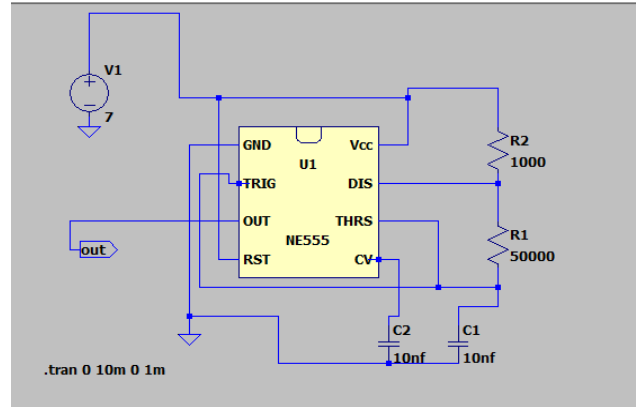 V1
+
−
7
GND
Vcc
U1
TRIG
DIS
OUT
THRS
NE555
RST
CV
R2
1000
R1
50000
out
C2
10nf
C1
10nf
.tran 0 10m 0 1m